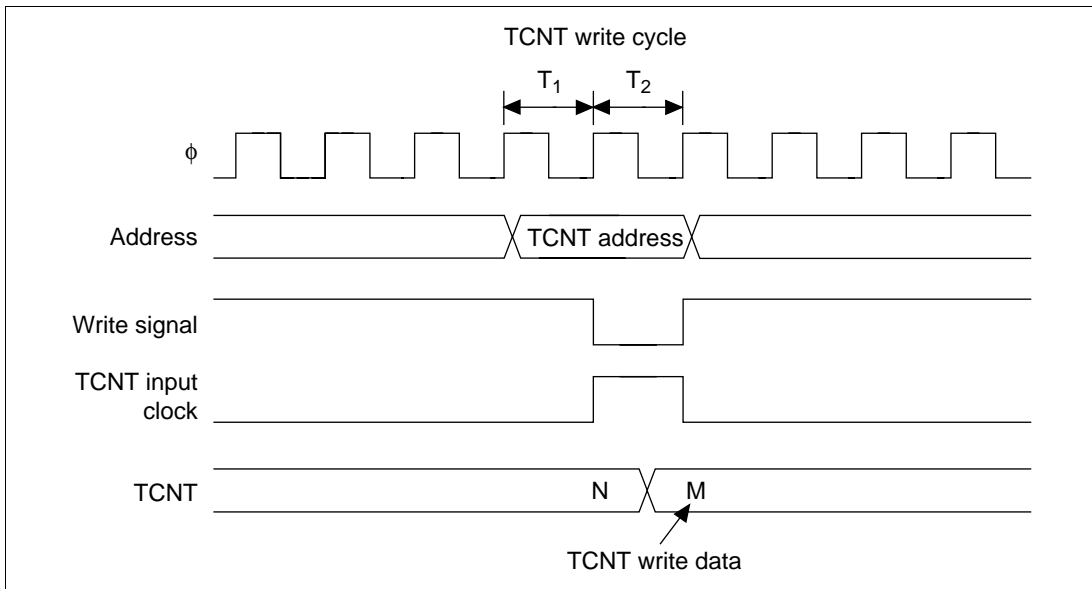 TCNT write cycle
T1 T2
ϕ
Address
TCNT address
Write signal
TCNT input
clock
TCNT
N M
TCNT write data